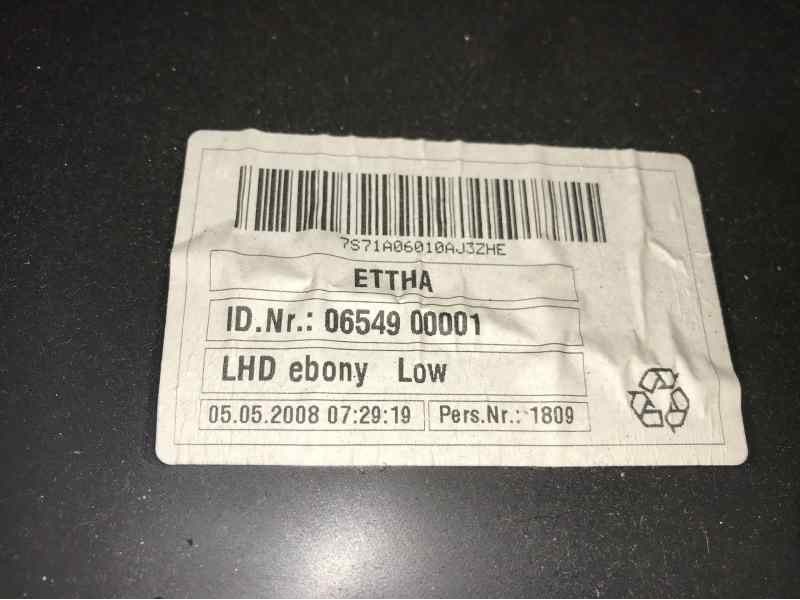 7S71A06010AJ3ZHE
ETTHA
ID.Nr.: 06549 00001
LHD ebony Low
05.05.2008 07:29:19 Pers.Nr.: 1809